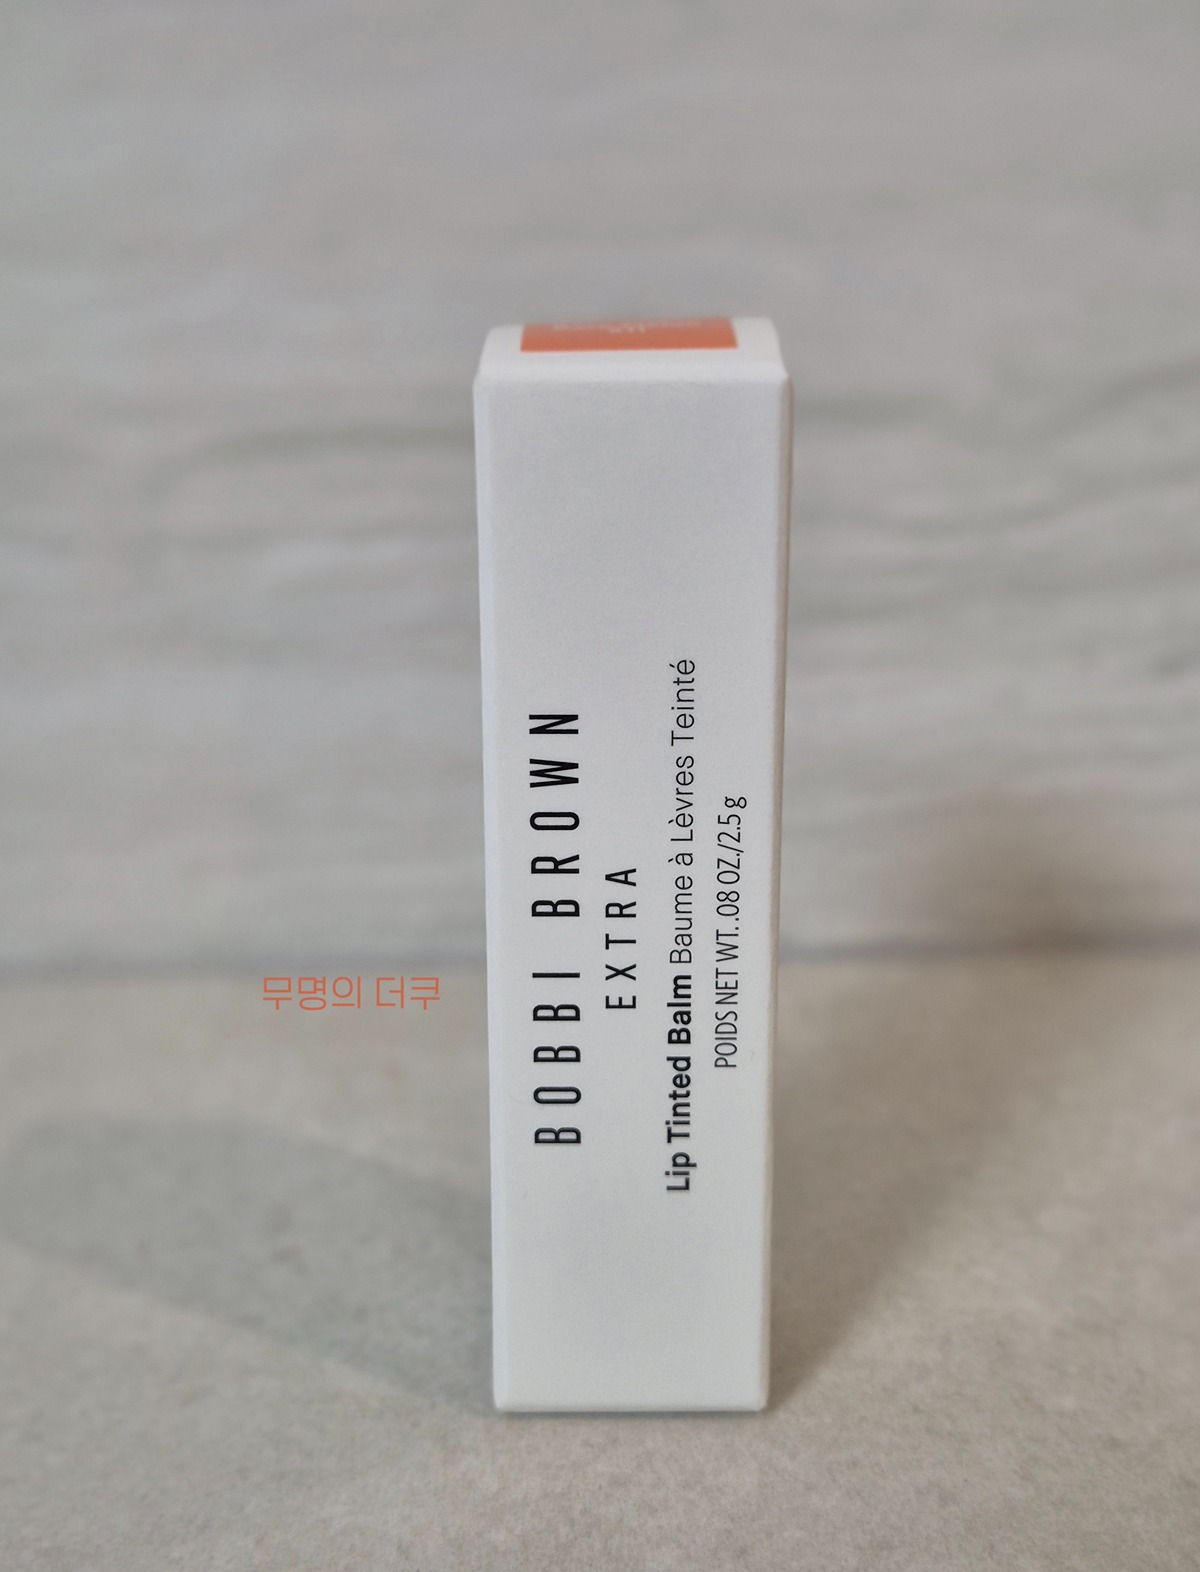 BOBBI BROWN
EXTRA
Lip Tinted Balm Baume à Lèvres Teinté
POIDS NET WT. .08 OZ./2.5 g
무명의 더쿠